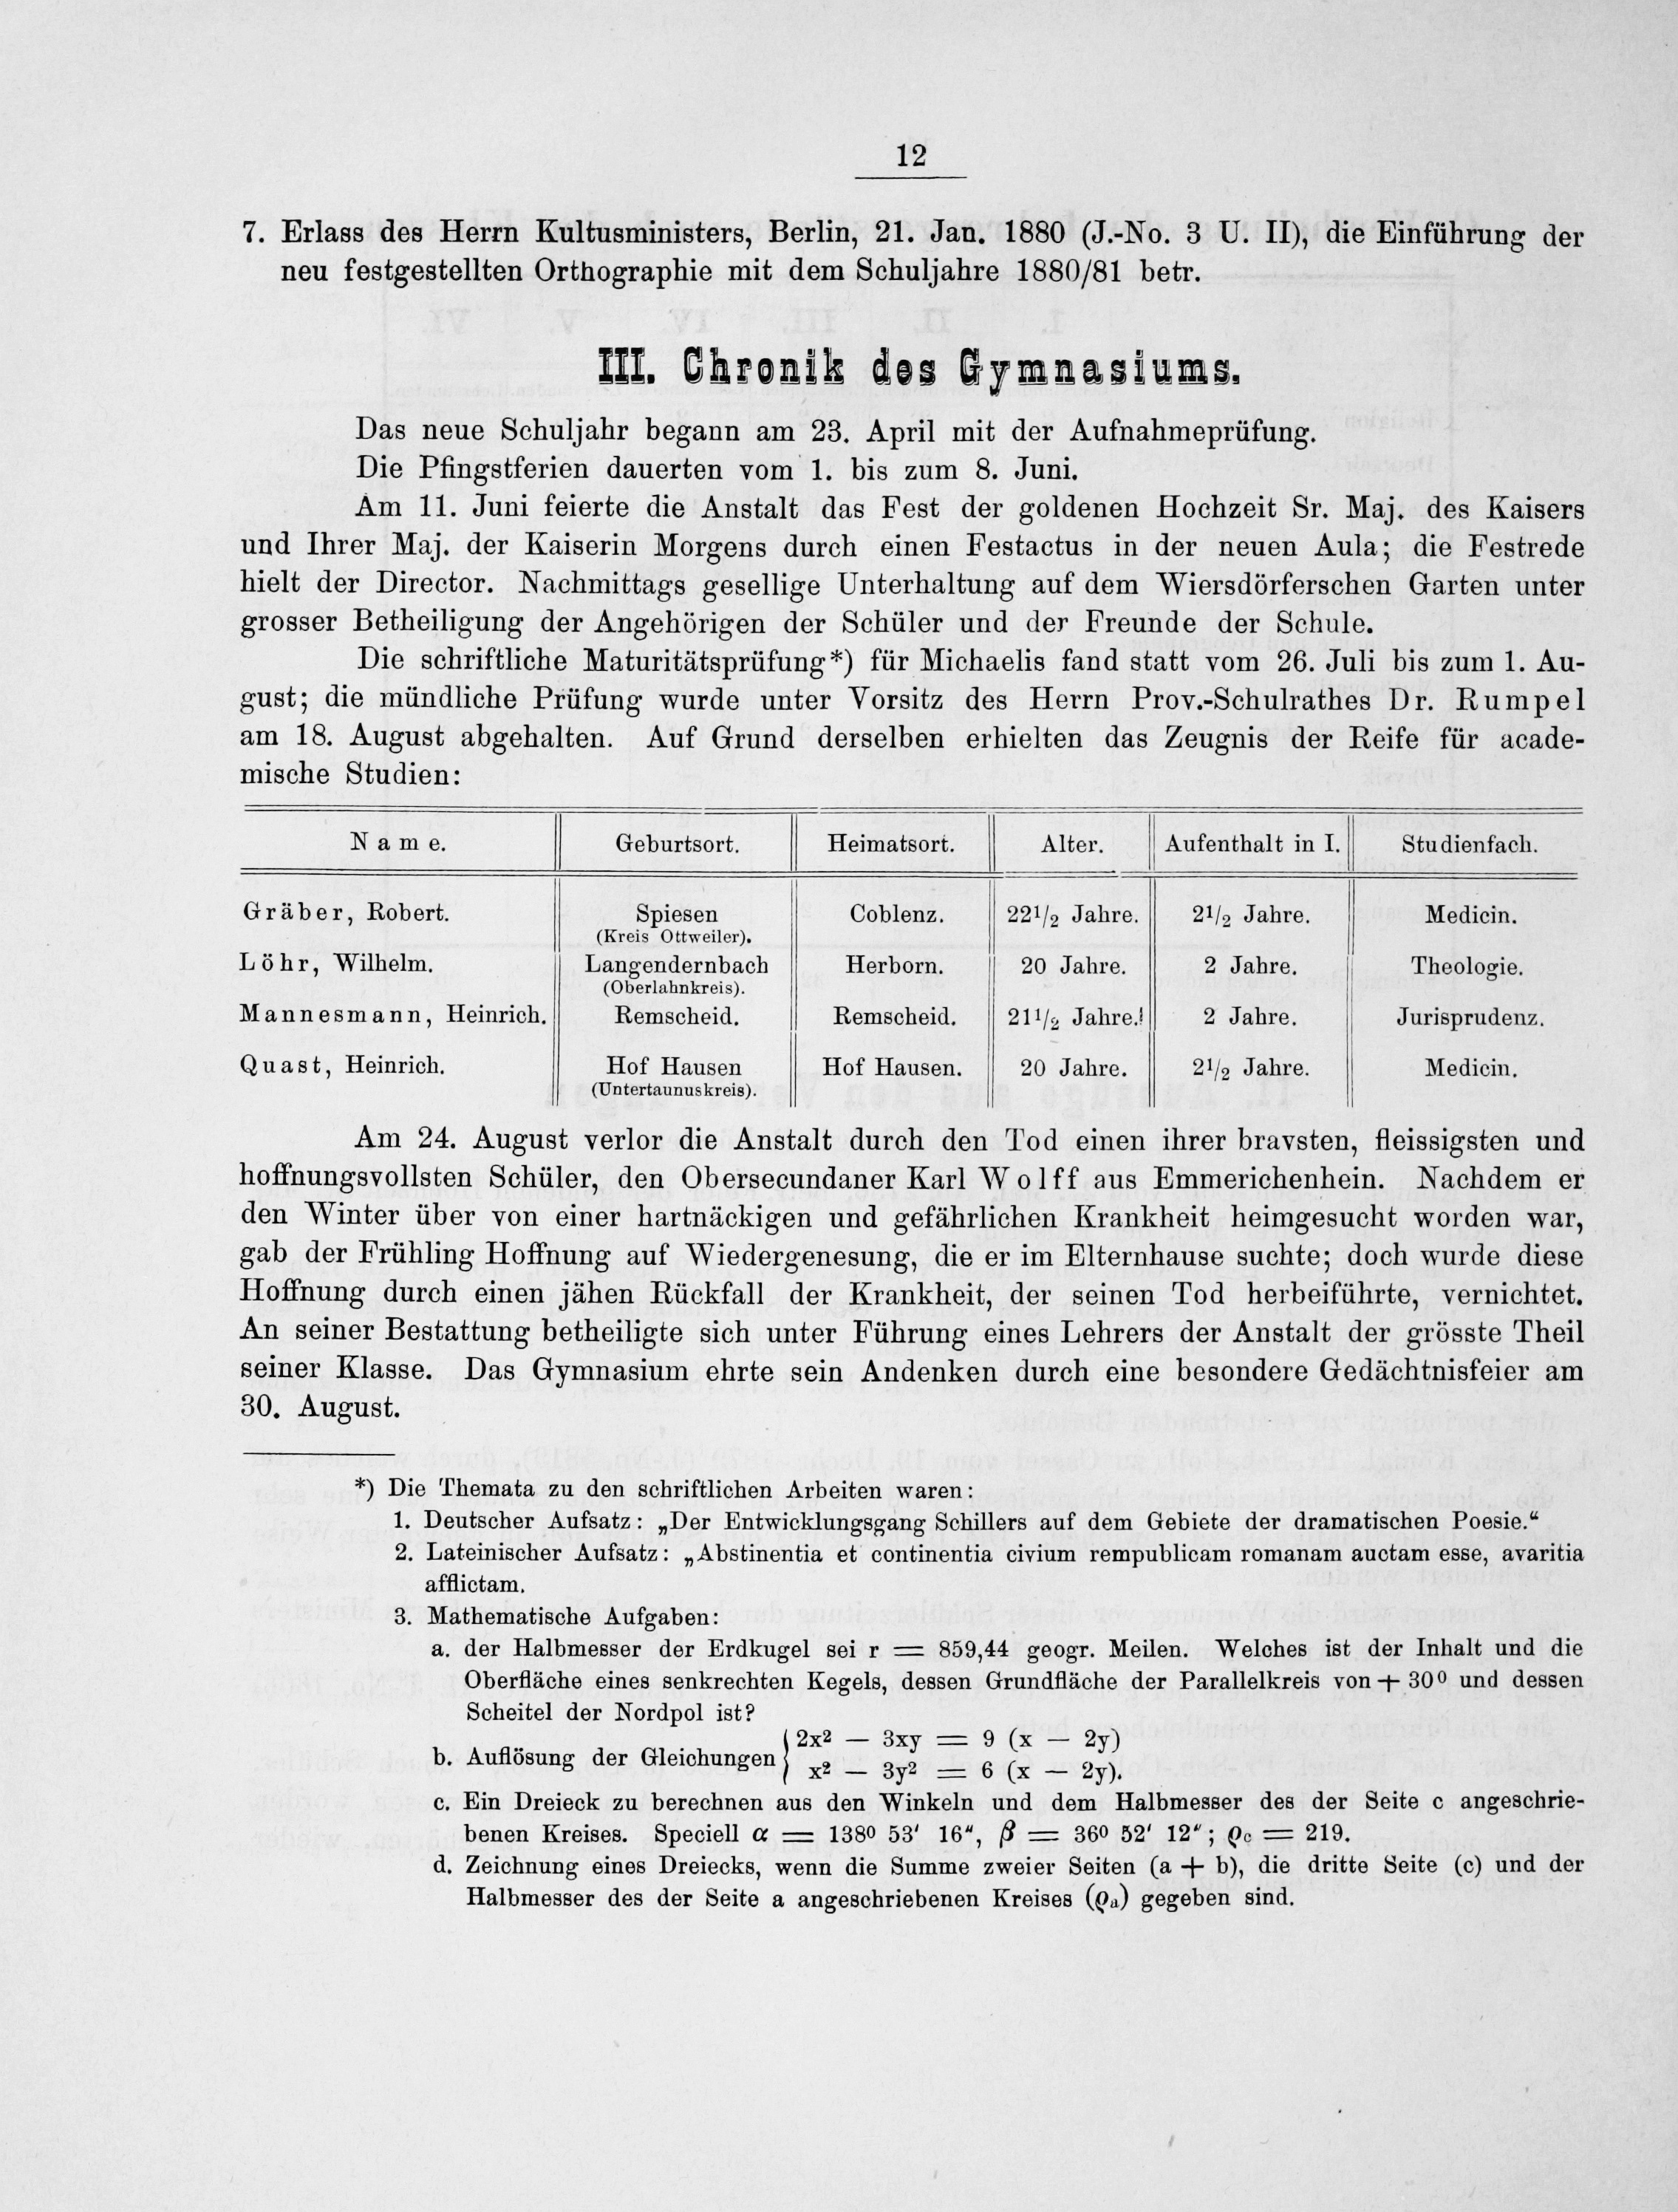 12
7. Erlass des Herrn Kultusministers, Berlin, 21. Jan. 1880 (J.-No. 3 U. II), die Einführung der
neu festgestellten Orthographie mit dem Schuljahre 1880/81 betr.
III. Chronik des Gymnasiums.
Das neue Schuljahr begann am 23. April mit der Aufnahmeprüfung.
Die Pfingstferien dauerten vom 1. bis zum 8. Juni.
Am 11. Juni feierte die Anstalt das Fest der goldenen Hochzeit Sr. Maj. des Kaisers
und Ihrer Maj. der Kaiserin Morgens durch einen Festactus in der neuen Aula; die Festrede
hielt der Director. Nachmittags gesellige Unterhaltung auf dem Wiersdörferschen Garten unter
grosser Betheiligung der Angehörigen der Schüler und der Freunde der Schule.
Die schriftliche Maturitätsprüfung*) für Michaelis fand statt vom 26. Juli bis zum 1. Au-
gust; die mündliche Prüfung wurde unter Vorsitz des Herrn Prov.-Schulrathes Dr. Rumpel
am 18. August abgehalten. Auf Grund derselben erhielten das Zeugnis der Reife für acade-
mische Studien:
Name. Geburtsort. Heimatsort. Alter. Aufenthalt in I. Studienfach.
Gräber, Robert. Spiesen Coblenz. 22½ Jahre. 2½ Jahre. Medicin.
(Kreis Ottweiler).
Löhr, Wilhelm. Langendernbach Herborn. 20 Jahre. 2 Jahre. Theologie.
(Oberlahnkreis).
Mannesmann, Heinrich. Remscheid. Remscheid. 21½ Jahre. 2 Jahre. Jurisprudenz.
Quast, Heinrich. Hof Hausen Hof Hausen. 20 Jahre. 2½ Jahre. Medicin.
(Untertaunuskreis).
Am 24. August verlor die Anstalt durch den Tod einen ihrer bravsten, fleissigsten und
hoffnungsvollsten Schüler, den Obersecundaner Karl Wolff aus Emmerichenhein. Nachdem er
den Winter über von einer hartnäckigen und gefährlichen Krankheit heimgesucht worden war,
gab der Frühling Hoffnung auf Wiedergenesung, die er im Elternhause suchte; doch wurde diese
Hoffnung durch einen jähen Rückfall der Krankheit, der seinen Tod herbeiführte, vernichtet.
An seiner Bestattung betheiligte sich unter Führung eines Lehrers der Anstalt der grösste Theil
seiner Klasse. Das Gymnasium ehrte sein Andenken durch eine besondere Gedächtnisfeier am
30. August.
*) Die Themata zu den schriftlichen Arbeiten waren:
1. Deutscher Aufsatz: „Der Entwicklungsgang Schillers auf dem Gebiete der dramatischen Poesie.“
2. Lateinischer Aufsatz: „Abstinentia et continentia civium rempublicam romanam auctam esse, avaritia
afflictam.
3. Mathematische Aufgaben:
a. der Halbmesser der Erdkugel sei r = 859,44 geogr. Meilen. Welches ist der Inhalt und die
Oberfläche eines senkrechten Kegels, dessen Grundfläche der Parallelkreis von + 30⁰ und dessen
Scheitel der Nordpol ist?
2x² — 3xy = 9 (x — 2y)
b. Auflösung der Gleichungen {
x² — 3y² = 6 (x — 2y).
c. Ein Dreieck zu berechnen aus den Winkeln und dem Halbmesser des der Seite c angeschrie-
benen Kreises. Speciell α = 138⁰ 53′ 16″, β = 36⁰ 52′ 12″; ϱc = 219.
d. Zeichnung eines Dreiecks, wenn die Summe zweier Seiten (a + b), die dritte Seite (c) und der
Halbmesser des der Seite a angeschriebenen Kreises (ϱa) gegeben sind.